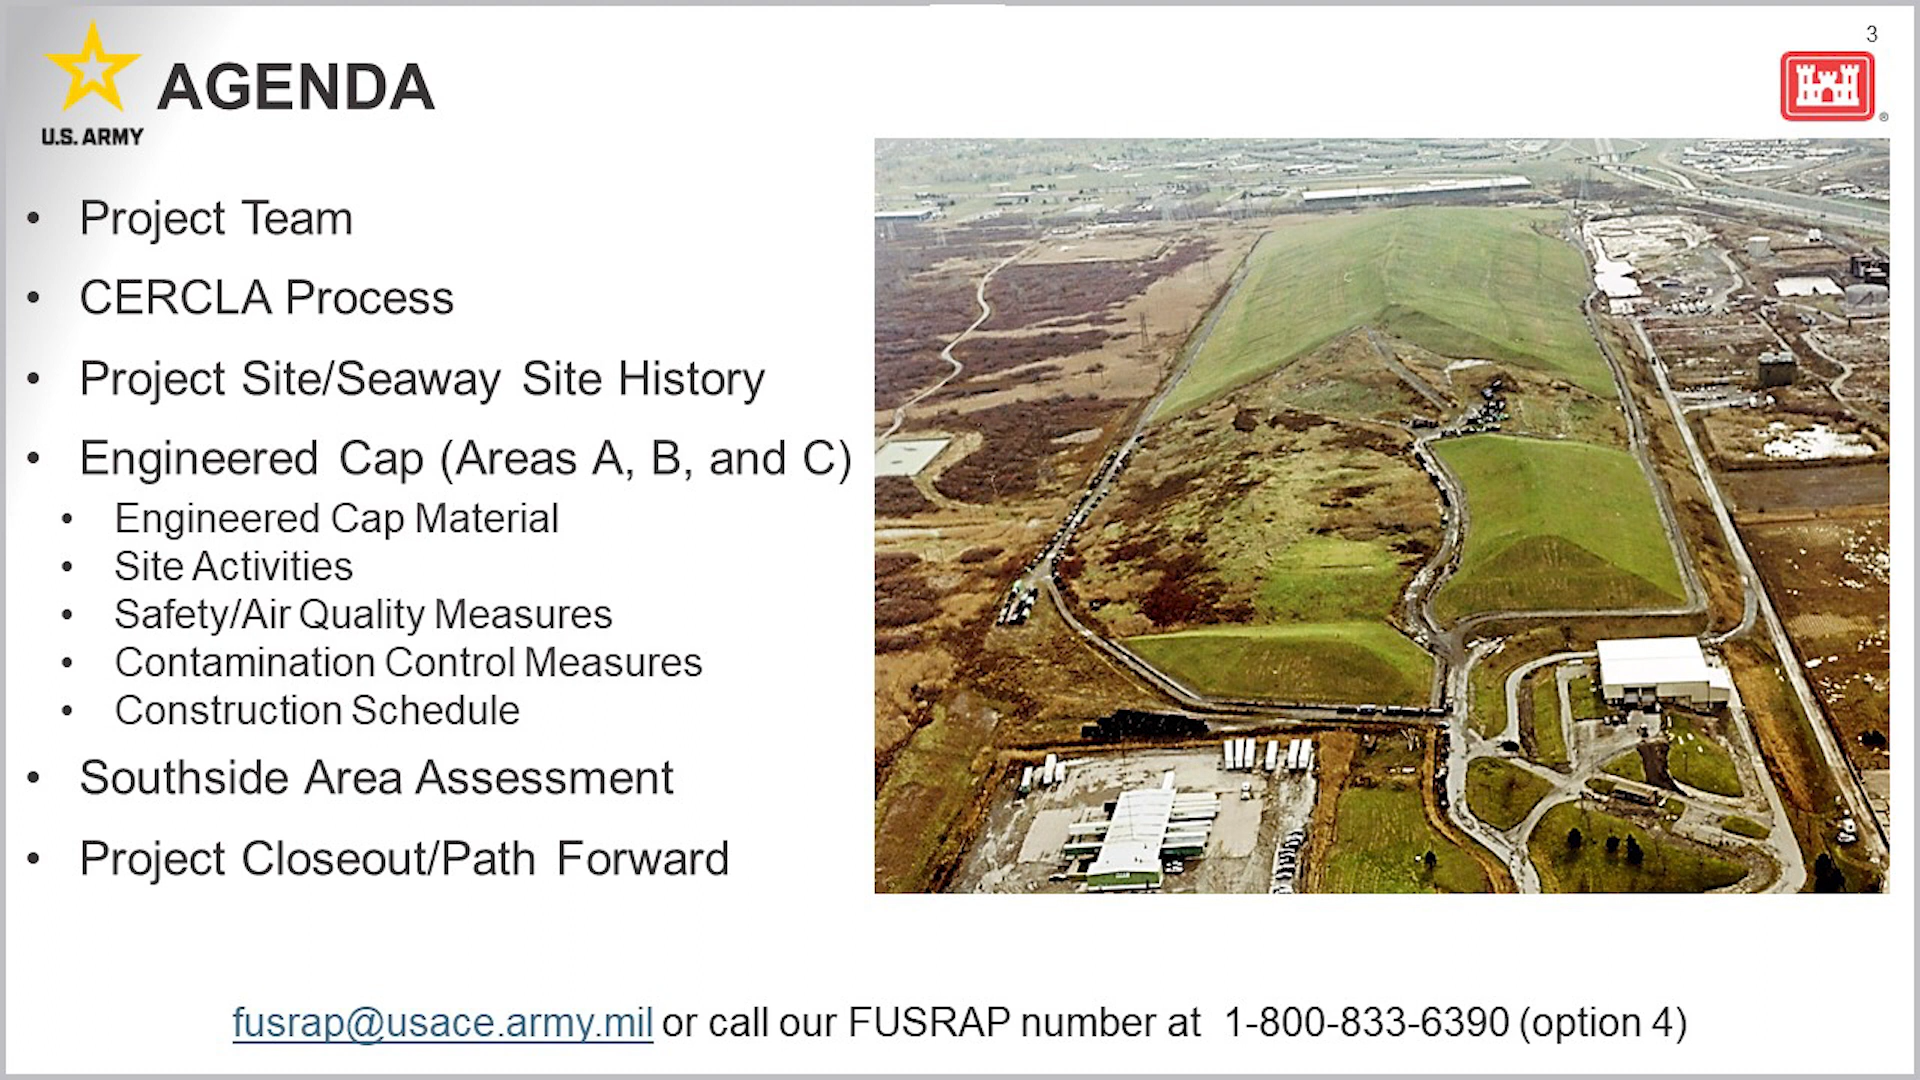 3
AGENDA
U.S. ARMY
®
• Project Team
• CERCLA Process
• Project Site/Seaway Site History
• Engineered Cap (Areas A, B, and C)
• Engineered Cap Material
• Site Activities
• Safety/Air Quality Measures
• Contamination Control Measures
• Construction Schedule
• Southside Area Assessment
• Project Closeout/Path Forward
fusrap@usace.army.mil or call our FUSRAP number at 1-800-833-6390 (option 4)